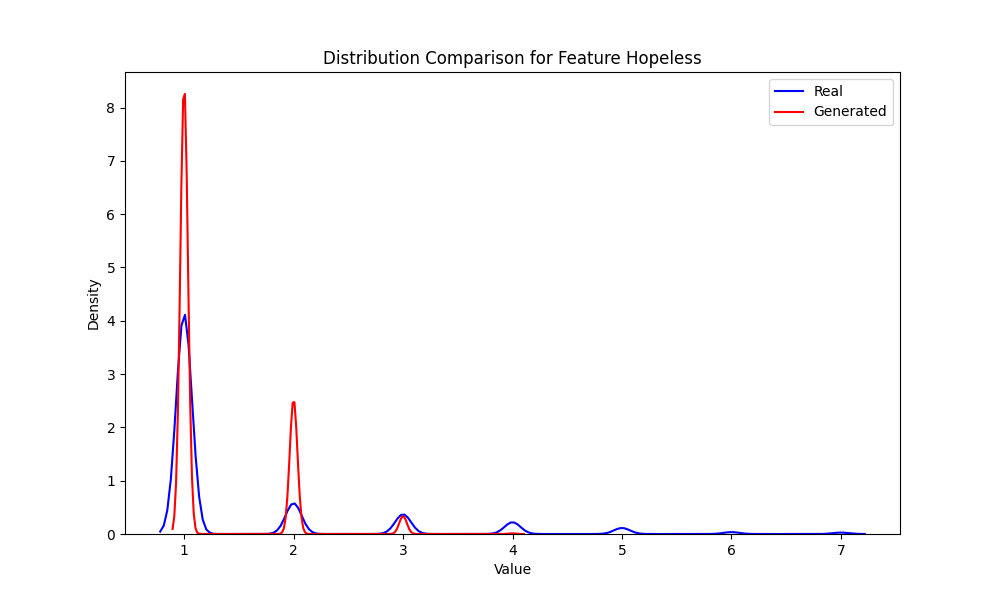 Distribution Comparison for Feature Hopeless
Real
Generated
8
7
6
5
4
3
2
1
0
Density
1 2 3 4 5 6 7
Value